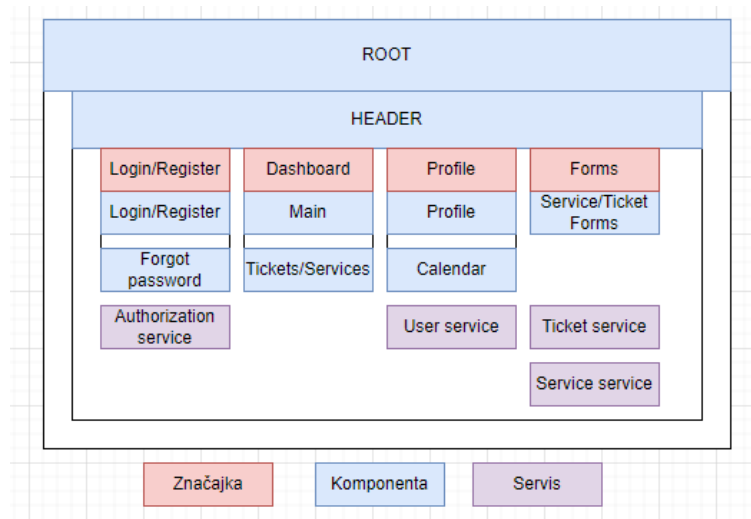 ROOT
HEADER
Login/Register
Dashboard
Profile
Forms
Login/Register
Main
Profile
Service/Ticket
Forms
Forgot
password
Tickets/Services
Calendar
Authorization
service
User service
Ticket service
Service service
Značajka
Komponenta
Servis